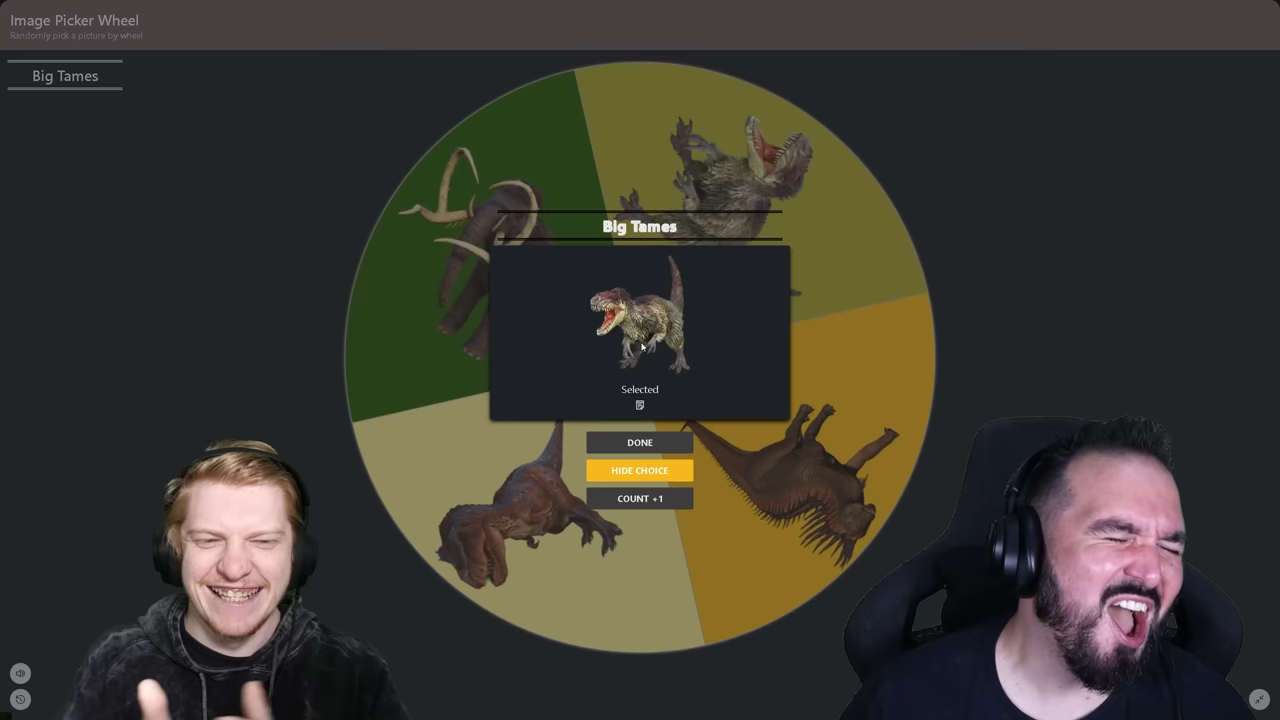 Image Picker Wheel
Randomly pick a picture by wheel
Big Tames
Big Tames
Selected
DONE
HIDE CHOICE
COUNT +1